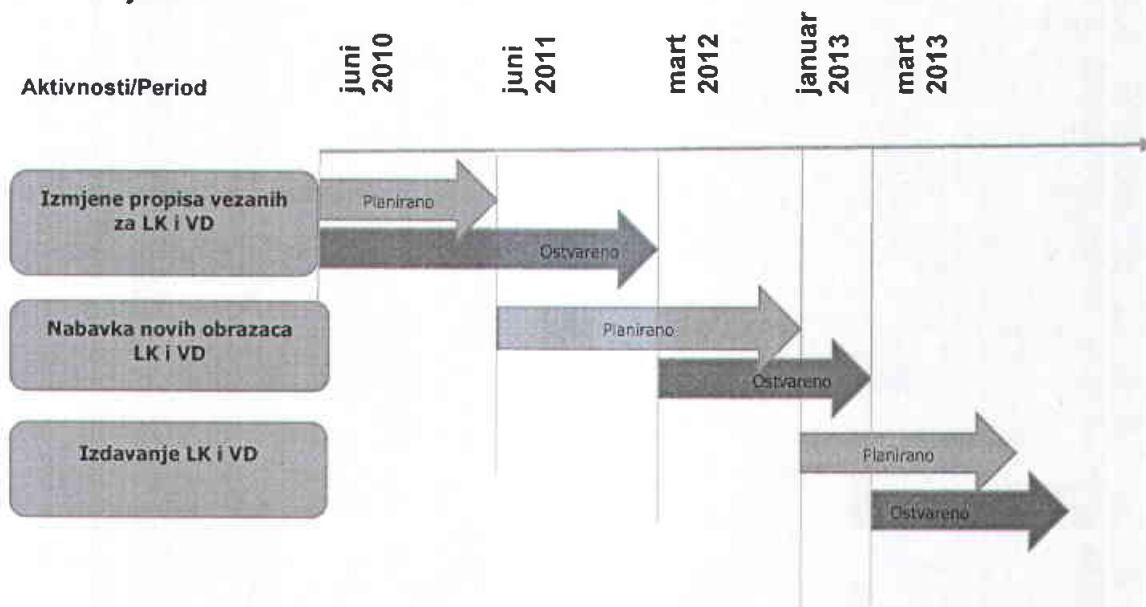 juni
2010
juni
2011
mart
2012
januar
2013
mart
2013
Aktivnosti/Period
Izmjene propisa vezanih
za LK i VD
Planirano
Ostvareno
Nabavka novih obrazaca
LK i VD
Planirano
Ostvareno
Izdavanje LK i VD
Planirano
Ostvareno